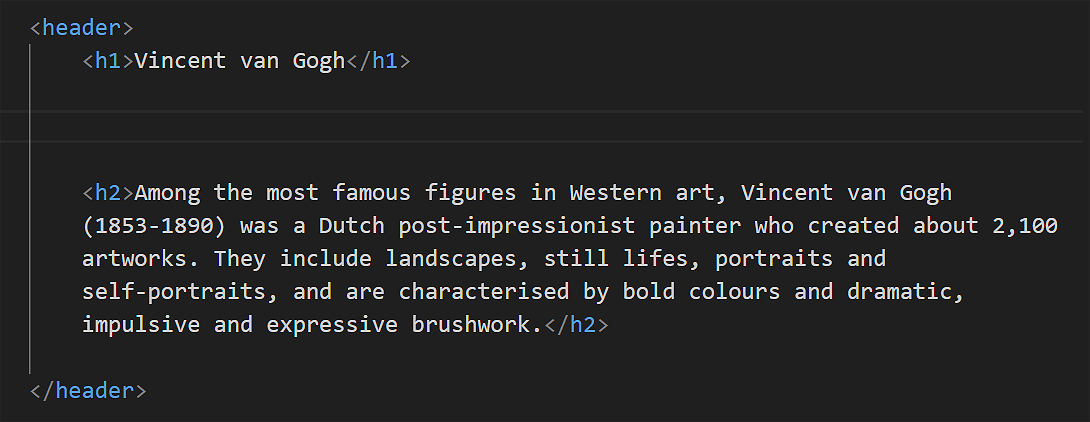 <header>
<h1>Vincent van Gogh</h1>
<h2>Among the most famous figures in Western art, Vincent van Gogh
(1853-1890) was a Dutch post-impressionist painter who created about 2,100
artworks. They include landscapes, still lifes, portraits and
self-portraits, and are characterised by bold colours and dramatic,
impulsive and expressive brushwork.</h2>
</header>